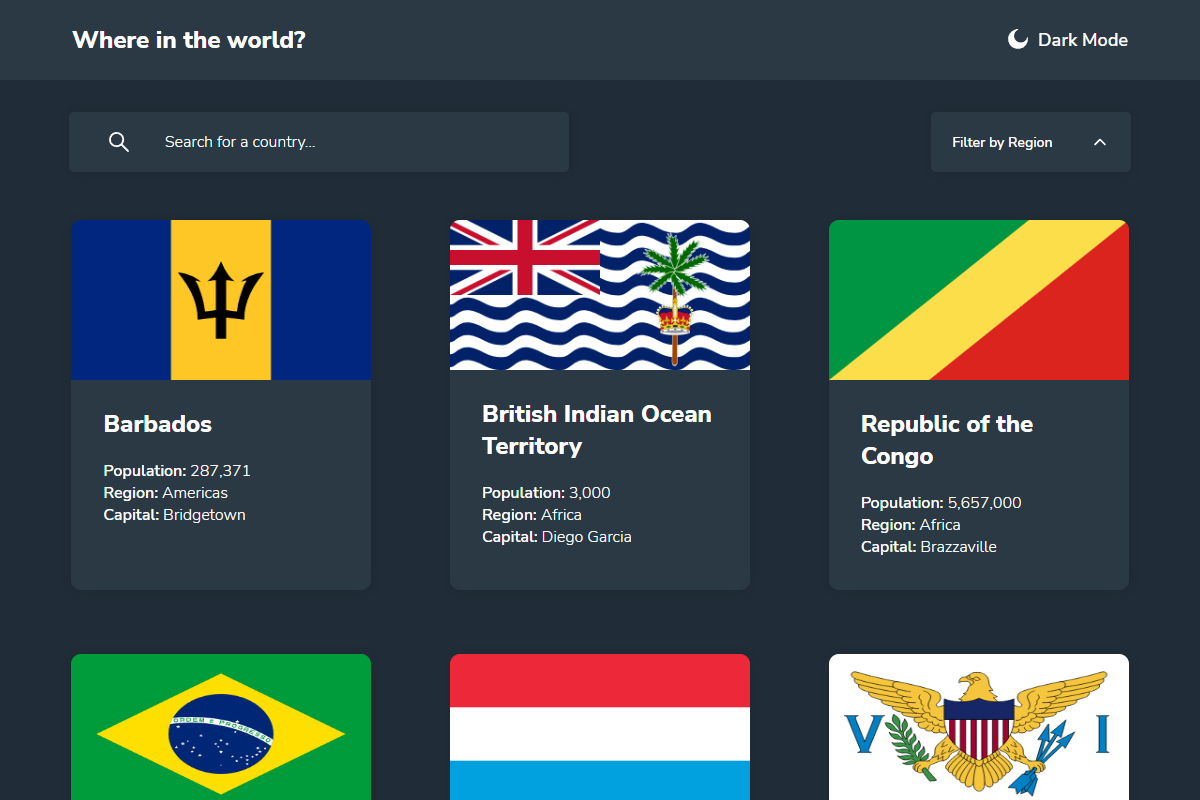 Where in the world?
Dark Mode
Search for a country...
Filter by Region
Barbados
Population: 287,371
Region: Americas
Capital: Bridgetown
British Indian Ocean
Territory
Population: 3,000
Region: Africa
Capital: Diego Garcia
Republic of the
Congo
Population: 5,657,000
Region: Africa
Capital: Brazzaville
ORDEM E PROGRESSO
V I